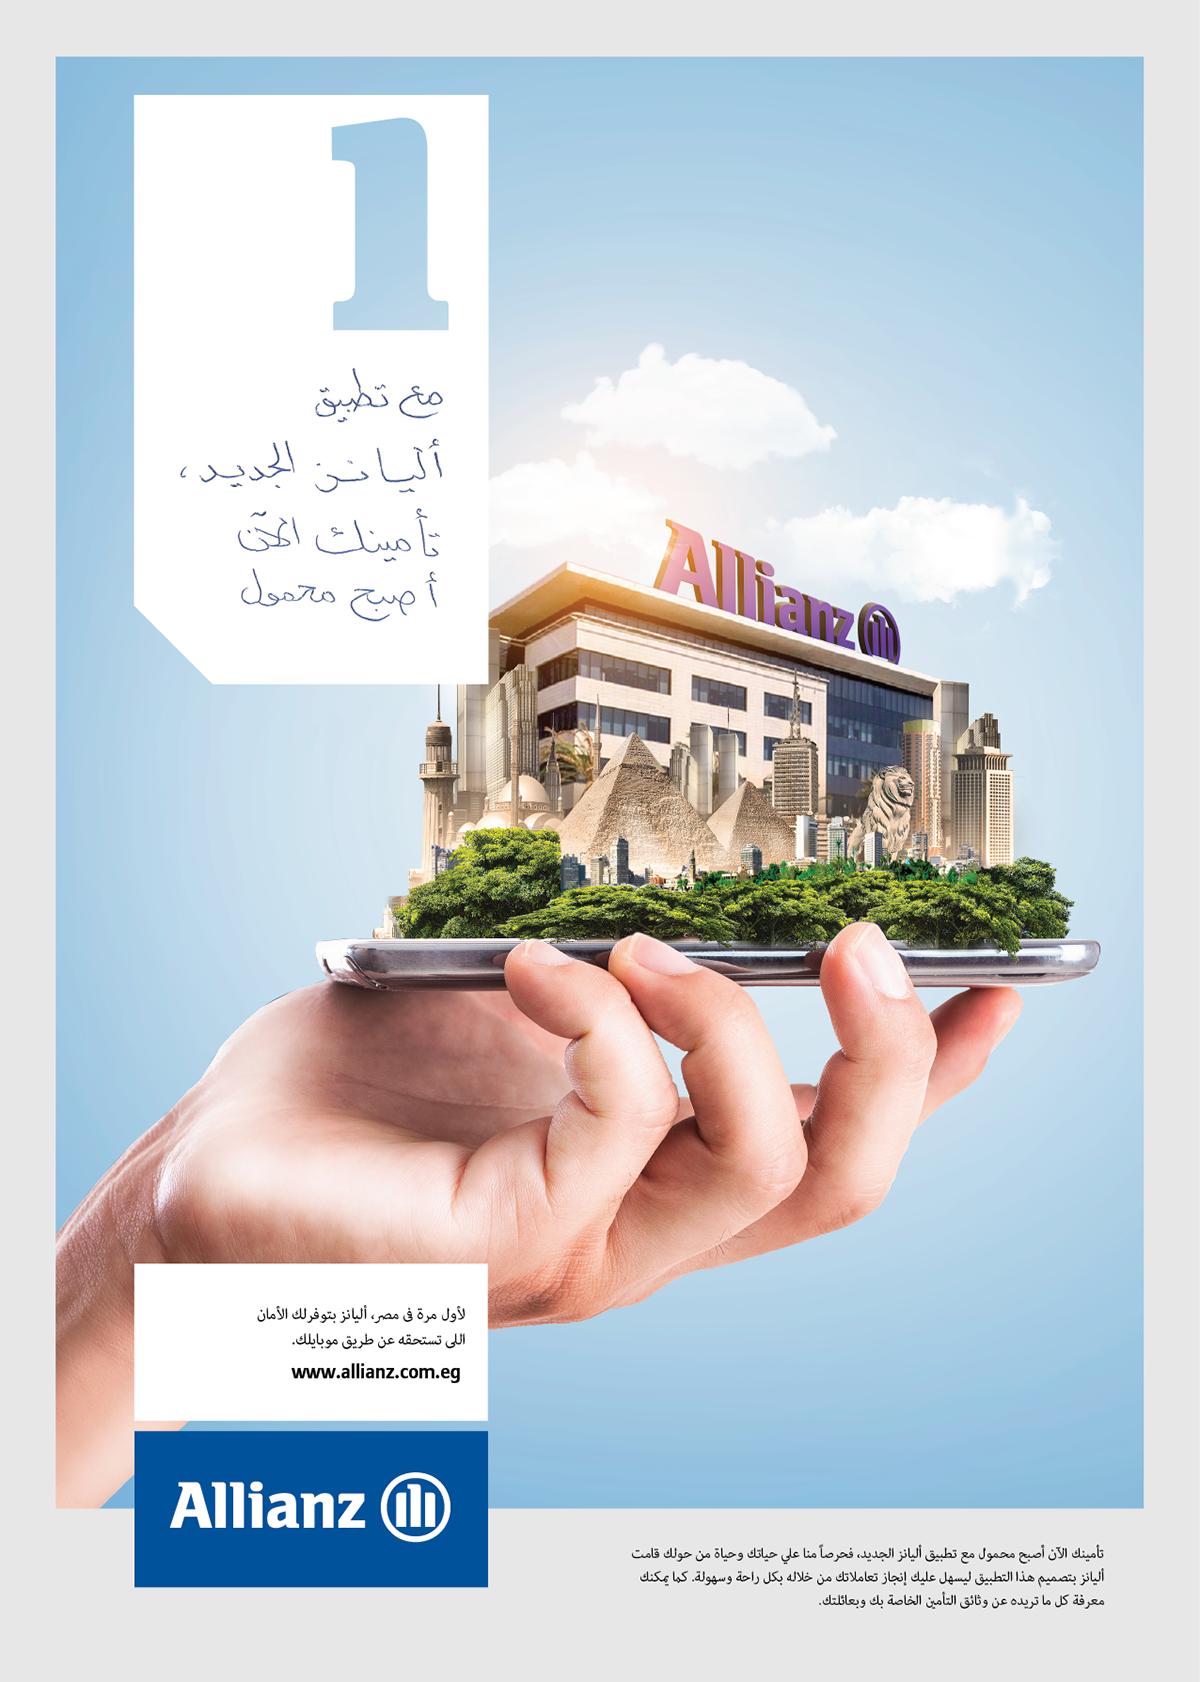 1
مع تطبيق
أليانز الجديد،
تأمينك الآن
أصبح محمول
Allianz
لأول مرة فى مصر، أليانز بتوفرلك الأمان
اللى تستحقه عن طريق موبايلك.
www.allianz.com.eg
Allianz
تأمينك الآن أصبح محمول مع تطبيق أليانز الجديد، فحرصاً منا علي حياتك وحياة من حولك قامت
أليانز بتصميم هذا التطبيق ليسهل عليك إنجاز تعاملاتك من خلاله بكل راحة وسهولة. كما يمكنك
معرفة كل ما تريده عن وثائق التأمين الخاصة بك وبعائلتك.